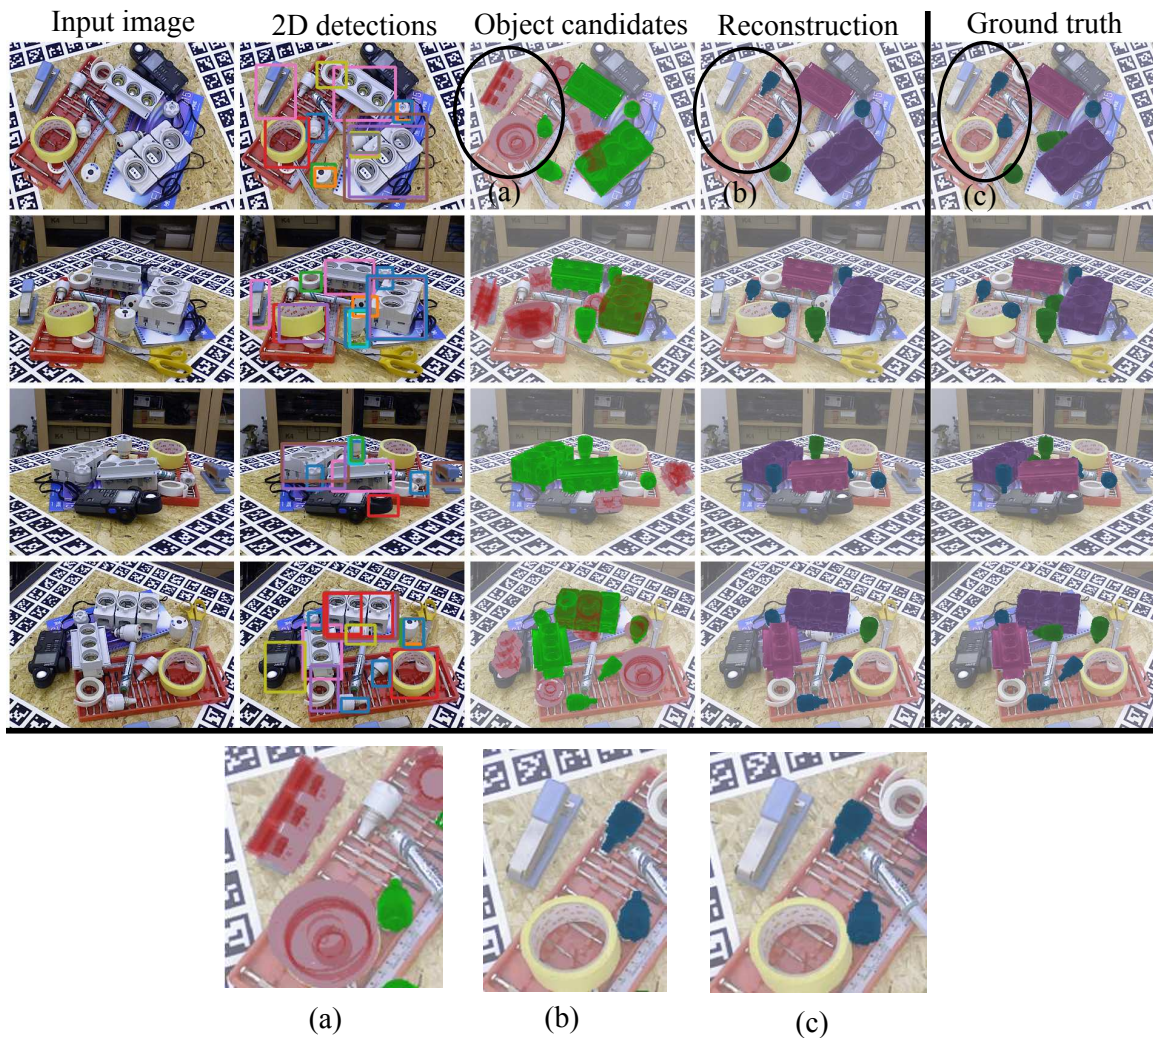 Input image
2D detections
Object candidates
Reconstruction
Ground truth
(a)
(b)
(c)
(a)
(b)
(c)